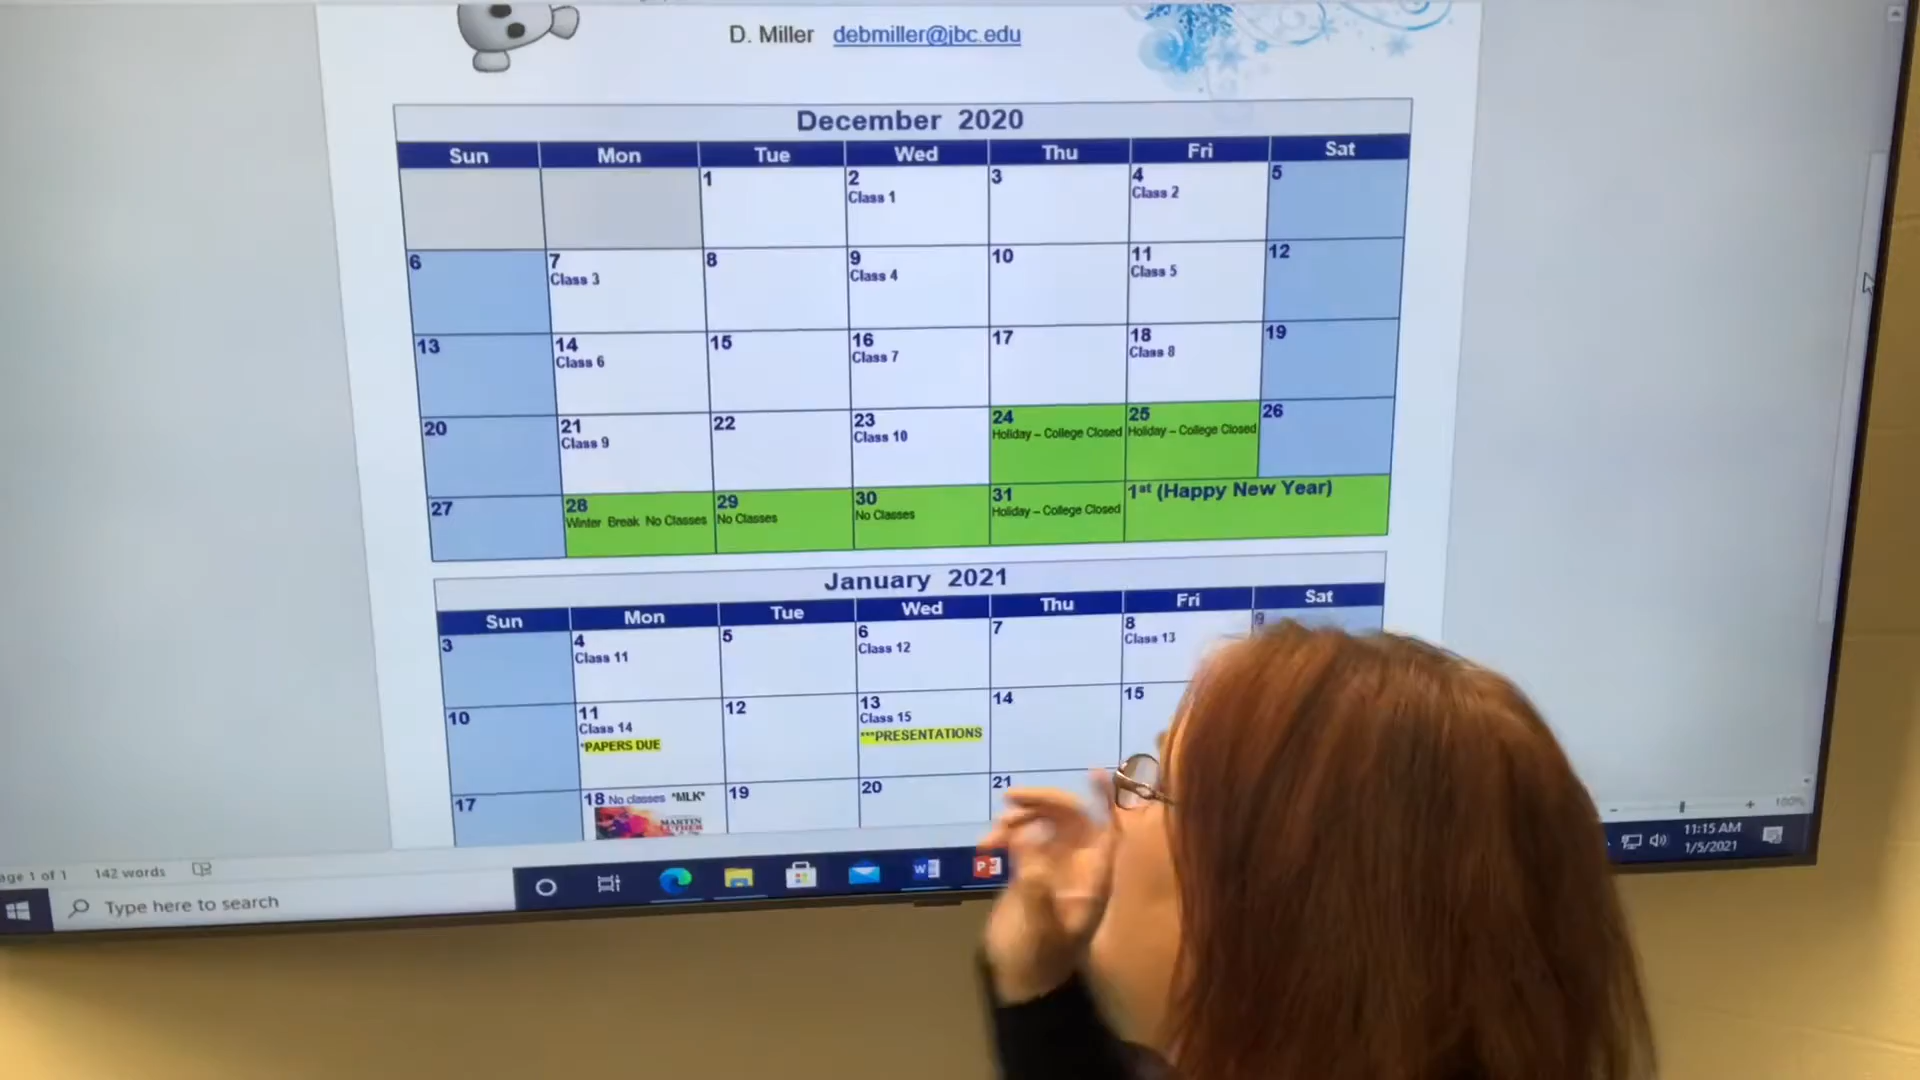 D. Miller debmiller@jbc.edu
December 2020
Sun Mon Tue Wed Thu Fri Sat
1 2 3 4 5
Class 1 Class 2
6 7 8 9 10 11 12
Class 3 Class 4 Class 5
13 14 15 16 17 18 19
Class 6 Class 7 Class 8
20 21 22 23 24 25 26
Class 9 Class 10 Holiday – College Closed Holiday – College Closed
27 28 29 30 31 1st (Happy New Year)
Winter Break No Classes No Classes No Classes Holiday – College Closed
January 2021
Sun Mon Tue Wed Thu Fri Sat
3 4 5 6 7 8 9
Class 11 Class 12 Class 13
10 11 12 13 14 15
Class 14 Class 15
*PAPERS DUE ***PRESENTATIONS
17 18 No classes *MLK* 19 20 21
MARTIN
LUTHER
100%
age 1 of 1 142 words
Type here to search
11:15 AM
1/5/2021